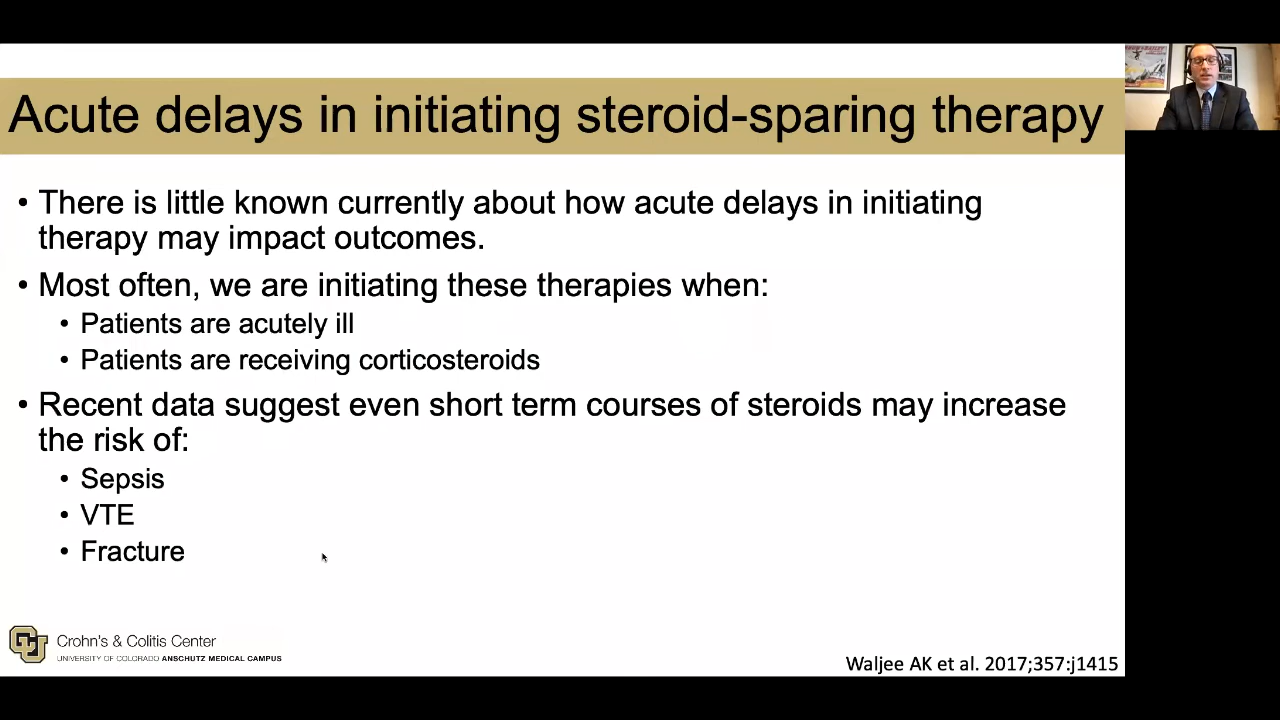 Acute delays in initiating steroid-sparing therapy
• There is little known currently about how acute delays in initiating
therapy may impact outcomes.
• Most often, we are initiating these therapies when:
• Patients are acutely ill
• Patients are receiving corticosteroids
• Recent data suggest even short term courses of steroids may increase
the risk of:
• Sepsis
• VTE
• Fracture
CU
Crohn's & Colitis Center
UNIVERSITY OF COLORADO ANSCHUTZ MEDICAL CAMPUS
Waljee AK et al. 2017;357:j1415